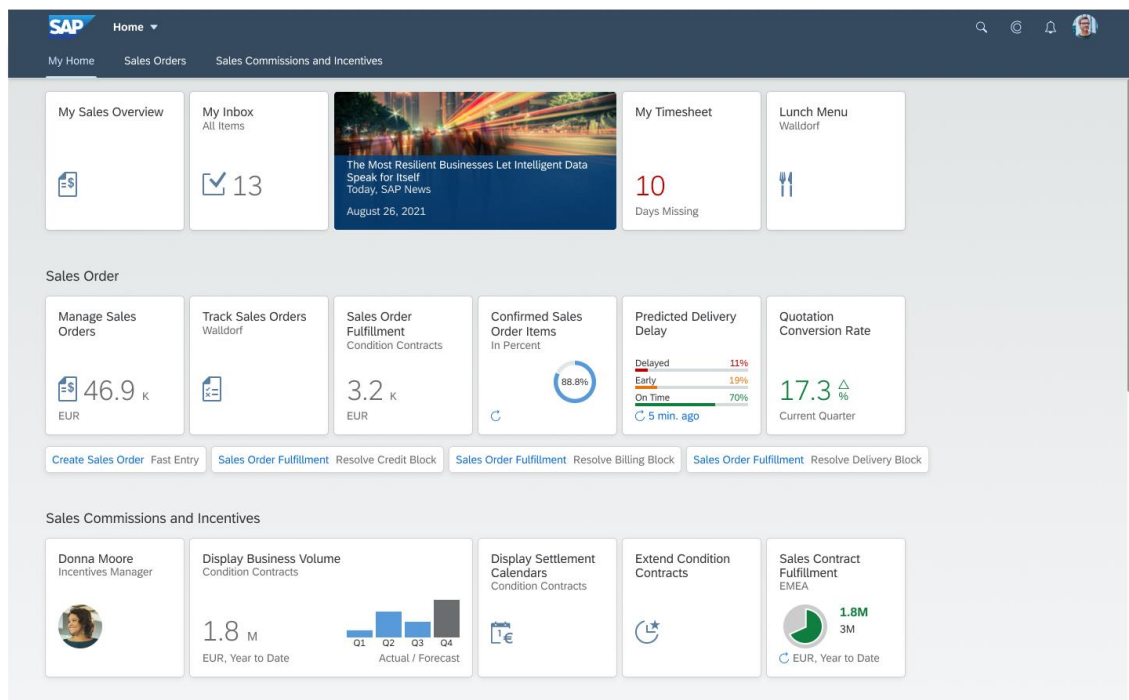 SAP
Home
My Home
Sales Orders
Sales Commissions and Incentives
My Sales Overview
My Inbox
All Items
13
The Most Resilient Businesses Let Intelligent Data
Speak for Itself
Today, SAP News
August 26, 2021
My Timesheet
10
Days Missing
Lunch Menu
Walldorf
Sales Order
Manage Sales
Orders
46.9 K
EUR
Track Sales Orders
Walldorf
Sales Order
Fulfillment
Condition Contracts
3.2 K
EUR
Confirmed Sales
Order Items
In Percent
88.8%
Predicted Delivery
Delay
Delayed 11%
Early 19%
On Time 70%
5 min. ago
Quotation
Conversion Rate
17.3 %
Current Quarter
Create Sales Order Fast Entry
Sales Order Fulfillment Resolve Credit Block
Sales Order Fulfillment Resolve Billing Block
Sales Order Fulfillment Resolve Delivery Block
Sales Commissions and Incentives
Donna Moore
Incentives Manager
Display Business Volume
Condition Contracts
1.8 M
EUR, Year to Date
Q1 Q2 Q3 Q4
Actual / Forecast
Display Settlement
Calendars
Condition Contracts
1 €
Extend Condition
Contracts
Sales Contract
Fulfillment
EMEA
1.8M
3M
EUR, Year to Date